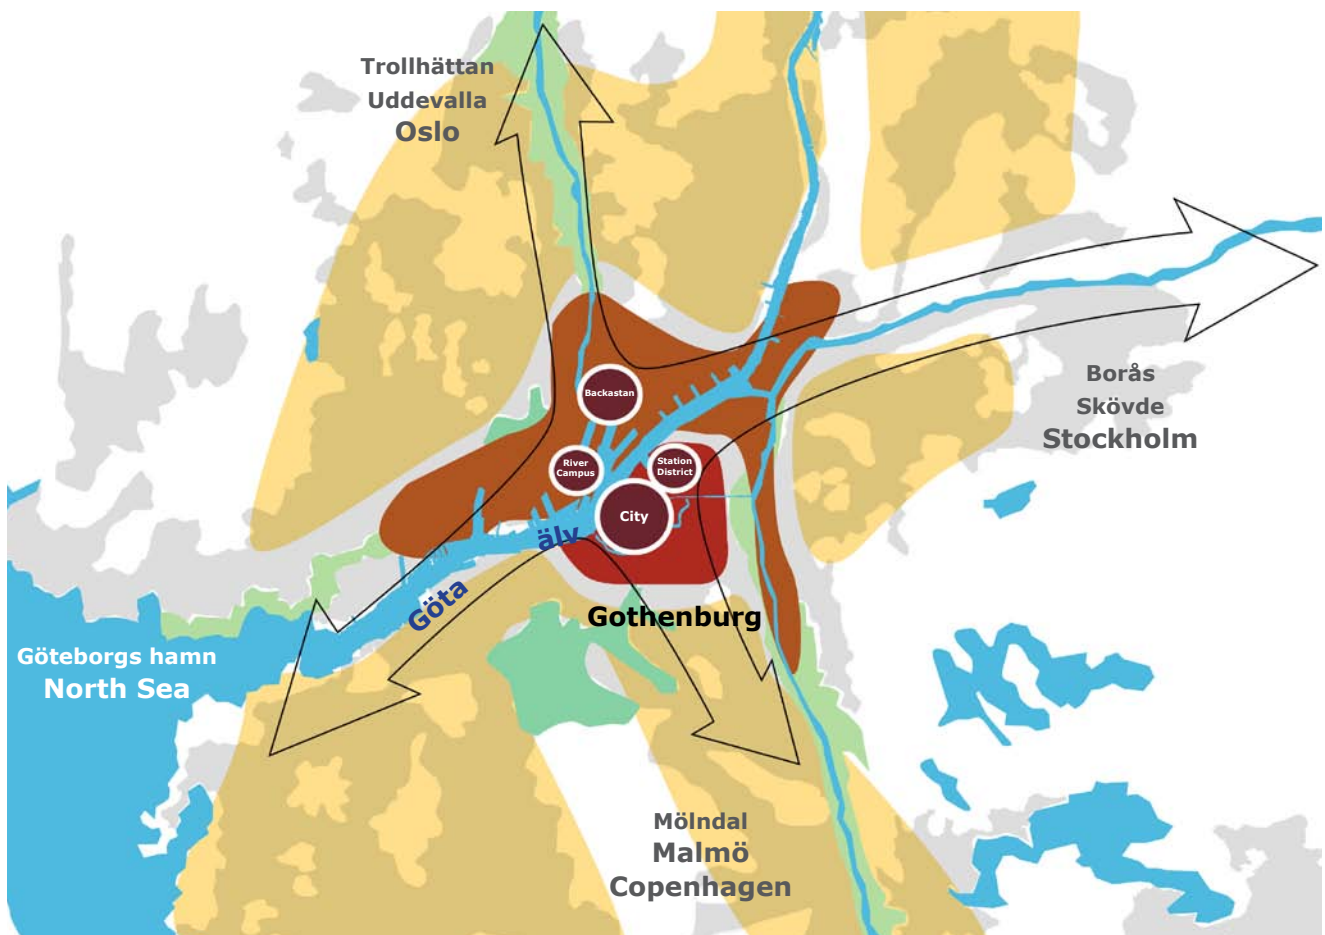 Trollhättan
Uddevalla
Oslo
Borås
Skövde
Stockholm
Backastan
River
Campus
Station
District
City
älv
Göta
Gothenburg
Göteborgs hamn
North Sea
Mölndal
Malmö
Copenhagen